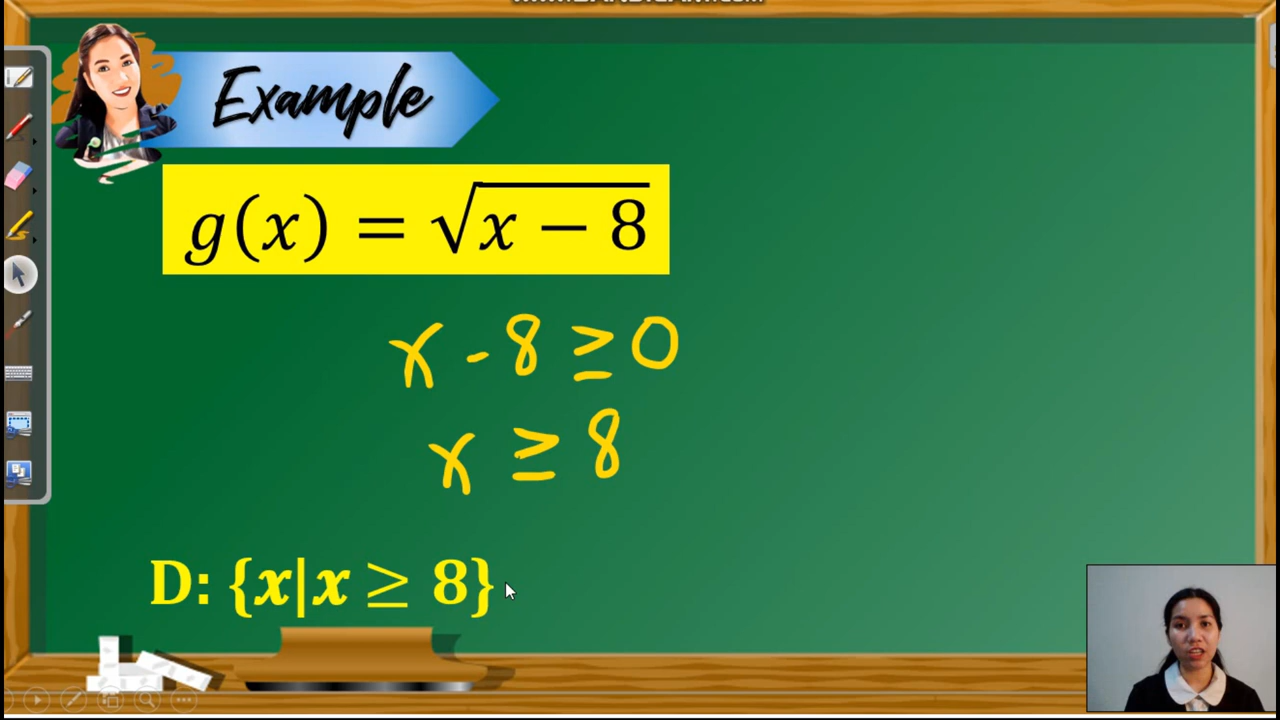 Example
g(x) = √x − 8
x - 8 ≥ 0
x ≥ 8
D: {x|x ≥ 8}